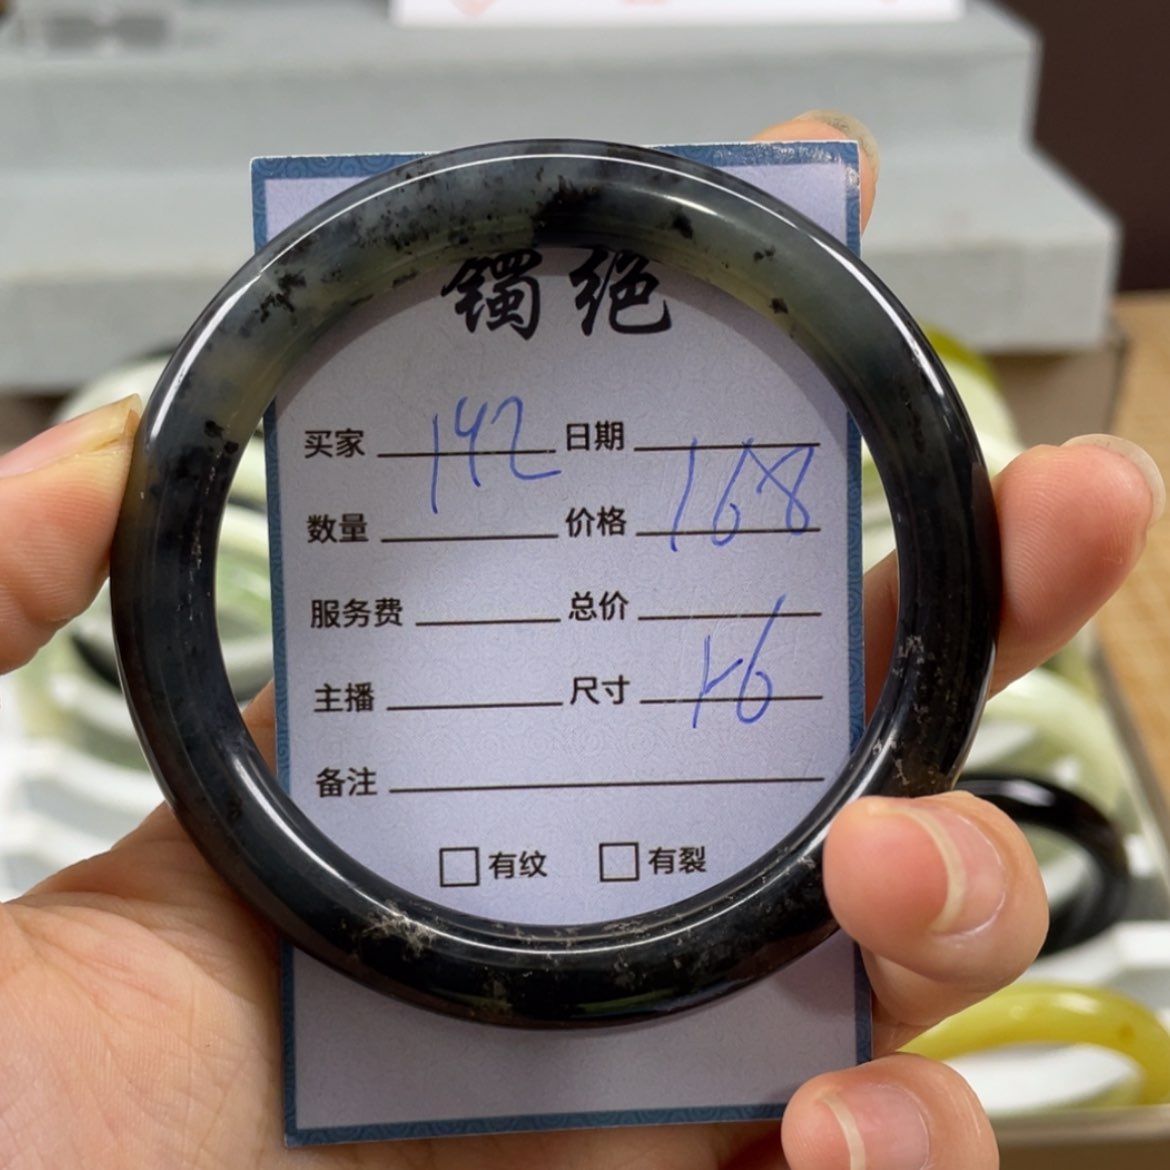 镯绝
买家 142 日期
数量 价格 168
服务费 总价
主播 尺寸
备注
有纹 有裂